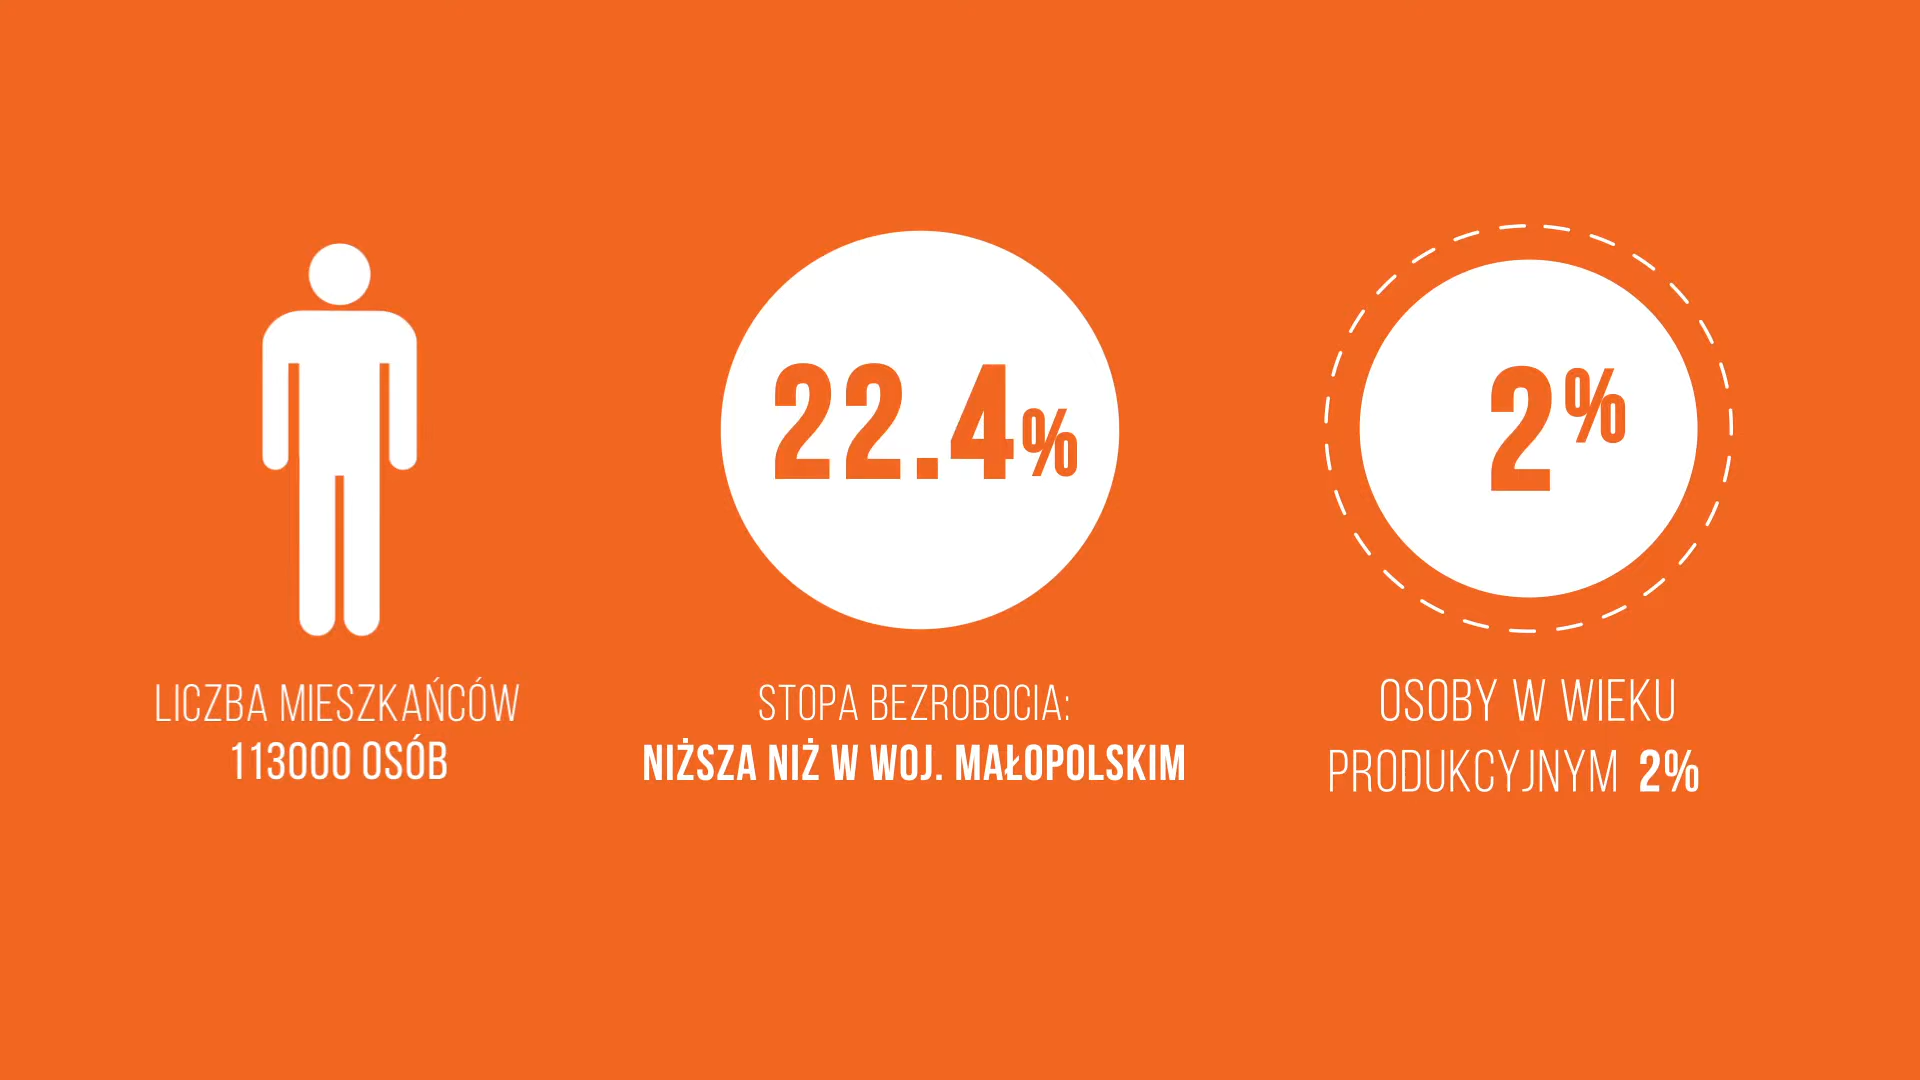 LICZBA MIESZKAŃCÓW
113000 OSÓB
22.4%
STOPA BEZROBOCIA:
NIŻSZA NIŻ W WOJ. MAŁOPOLSKIM
2%
OSOBY W WIEKU
PRODUKCYJNYM 2%